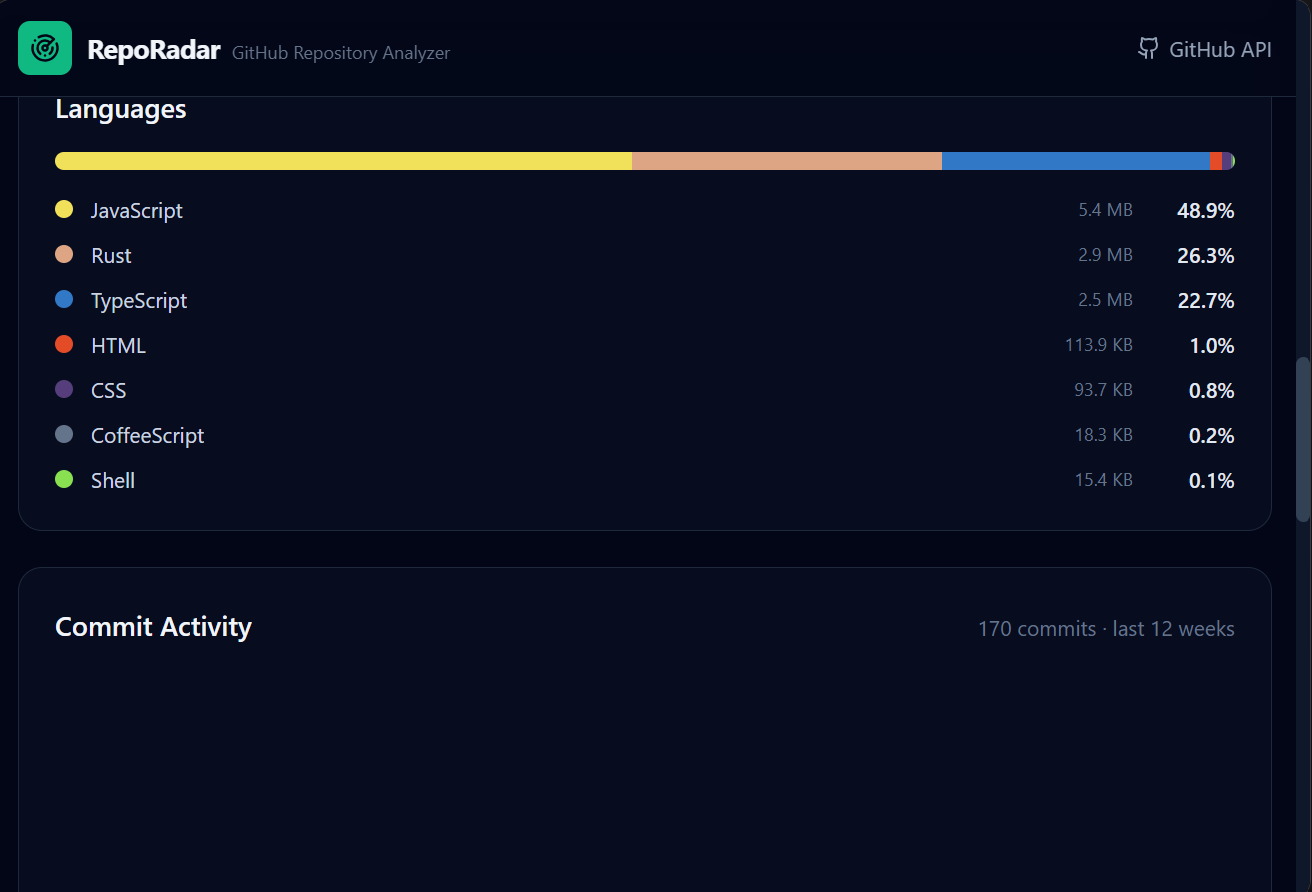 RepoRadar GitHub Repository Analyzer GitHub API
Languages
JavaScript 5.4 MB 48.9%
Rust 2.9 MB 26.3%
TypeScript 2.5 MB 22.7%
HTML 113.9 KB 1.0%
CSS 93.7 KB 0.8%
CoffeeScript 18.3 KB 0.2%
Shell 15.4 KB 0.1%
Commit Activity 170 commits · last 12 weeks